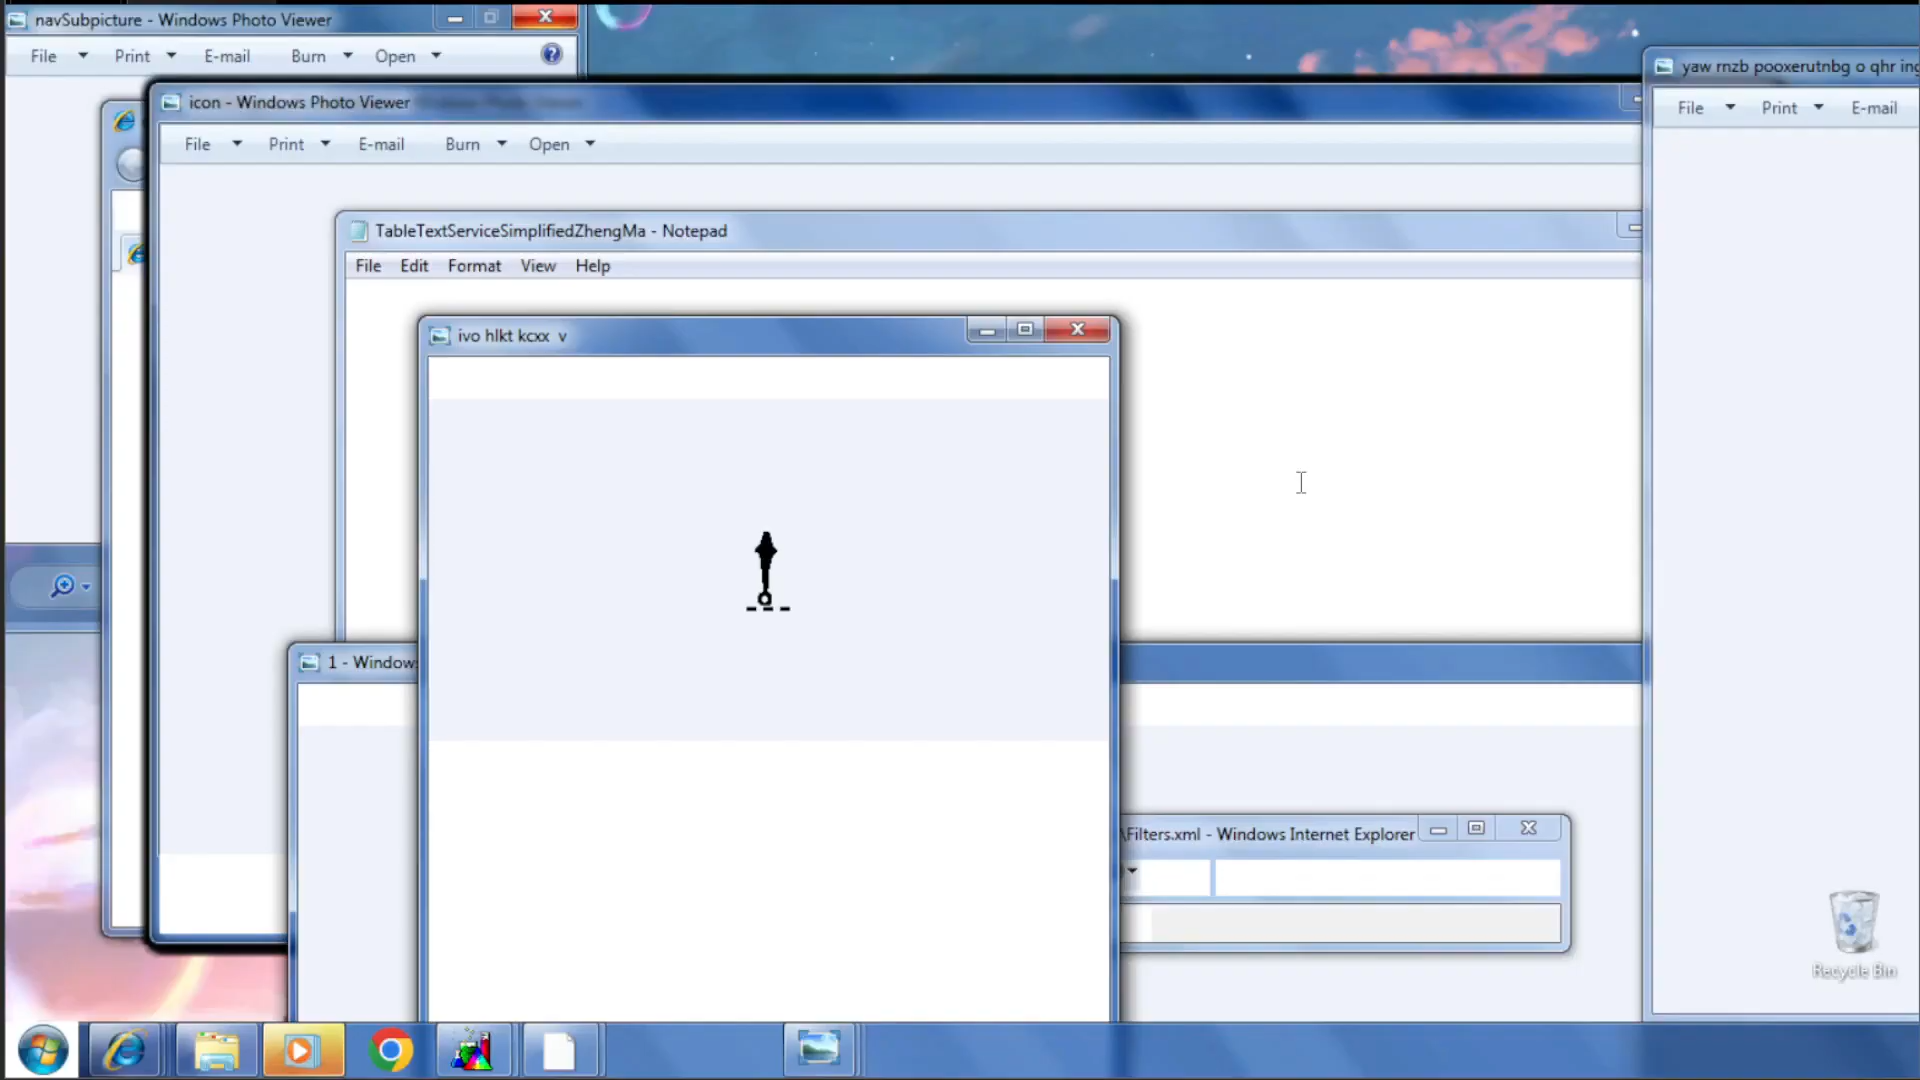 navSubpicture - Windows Photo Viewer
File Print E-mail Burn Open
yaw rnzb pooxerutnbg o qhr ing
File Print E-mail
icon - Windows Photo Viewer
File Print E-mail Burn Open
TableTextServiceSimplifiedZhengMa - Notepad
File Edit Format View Help
ivo hlkt kcxx v
1 - Windows
\Filters.xml - Windows Internet Explorer
Recycle Bin